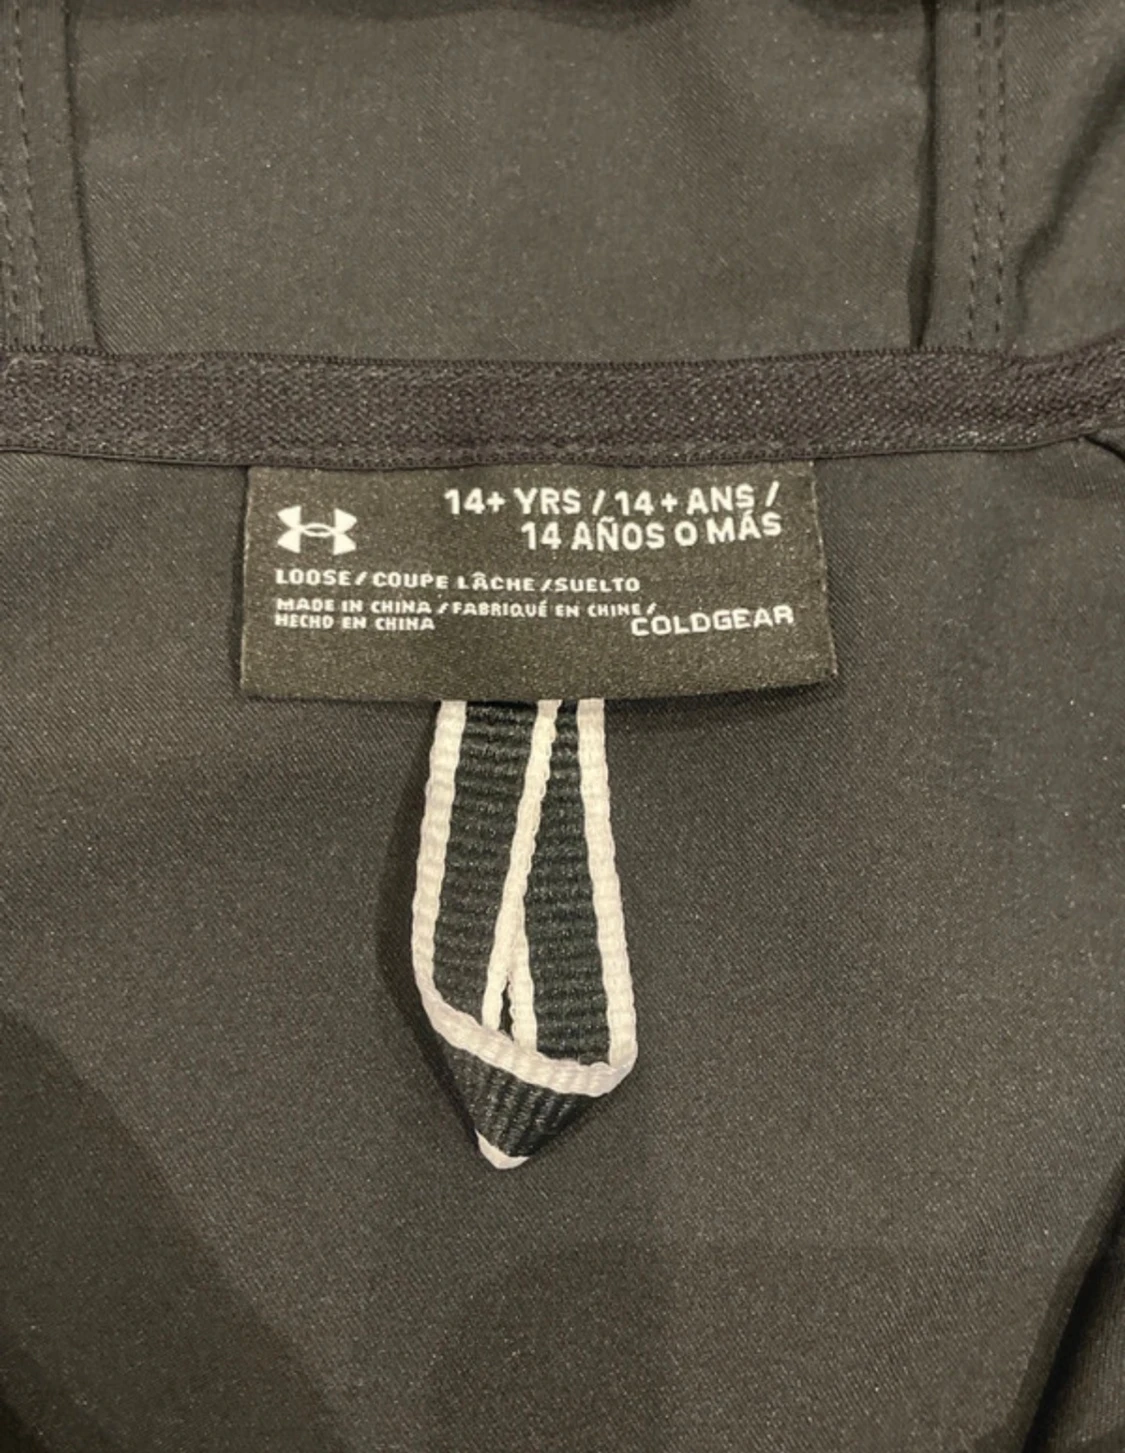 14+ YRS / 14+ ANS /
14 AÑOS O MÁS
LOOSE / COUPE LÂCHE / SUELTO
MADE IN CHINA / FABRIQUÉ EN CHINE /
HECHO EN CHINA
COLDGEAR